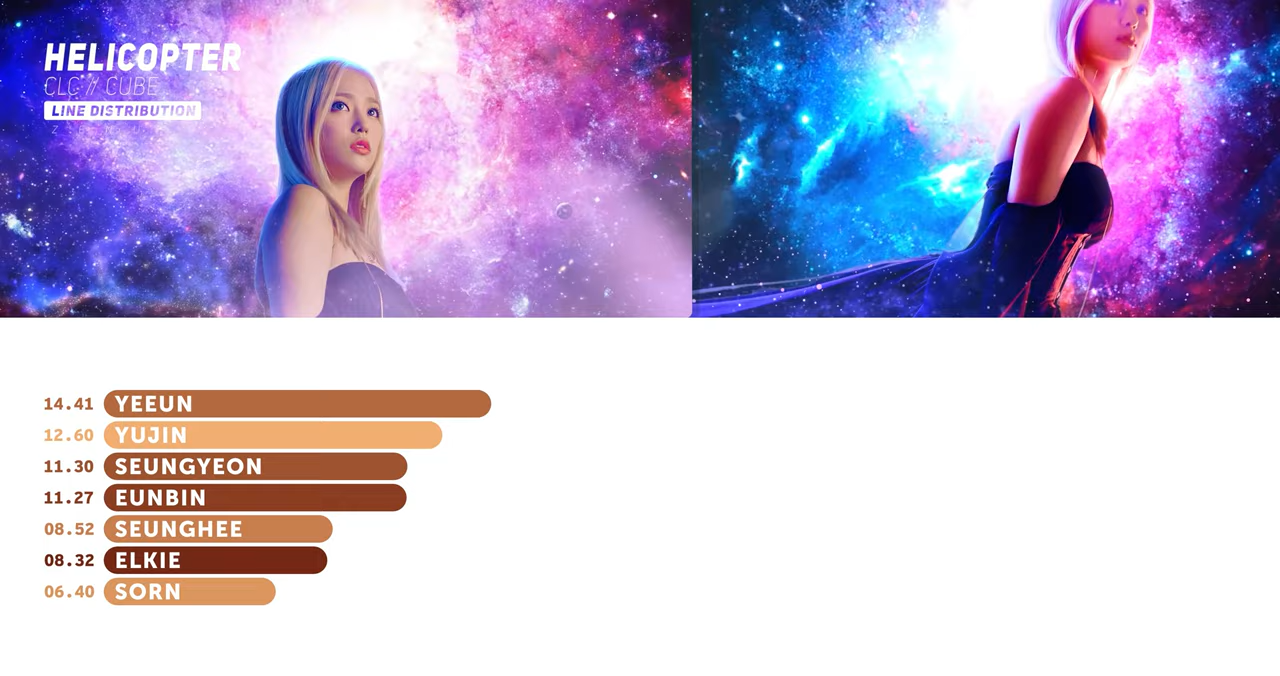 HELICOPTER
CLC // CUBE
LINE DISTRIBUTION
14.41 YEEUN
12.60 YUJIN
11.30 SEUNGYEON
11.27 EUNBIN
08.52 SEUNGHEE
08.32 ELKIE
06.40 SORN